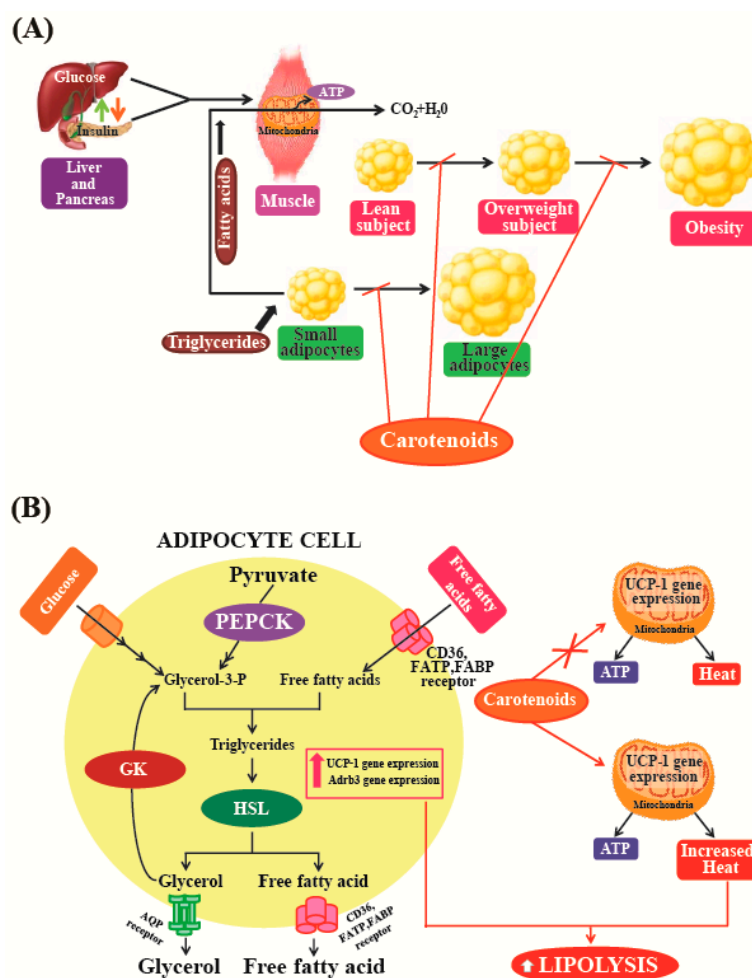 (A)
Glucose
Insulin
Liver
and
Pancreas
ATP
Mitochondria
Muscle
CO2+H20
Fatty acids
Triglycerides
Lean
subject
Overweight
subject
Obesity
Small
adipocytes
Large
adipocytes
Carotenoids
(B)
ADIPOCYTE CELL
Glucose
Pyruvate
PEPCK
Free fatty
acids
CD36,
FATP,FABP
receptor
Glycerol-3-P
Free fatty acids
Triglycerides
GK
HSL
UCP-1 gene expression
Adrb3 gene expression
Glycerol
Free fatty acid
AQP
receptor
CD36,
FATP,FABP
receptor
Glycerol
Free fatty acid
UCP-1 gene
expression
Mitochondria
ATP
Heat
Carotenoids
UCP-1 gene
expression
Mitochondria
ATP
Increased
Heat
LIPOLYSIS